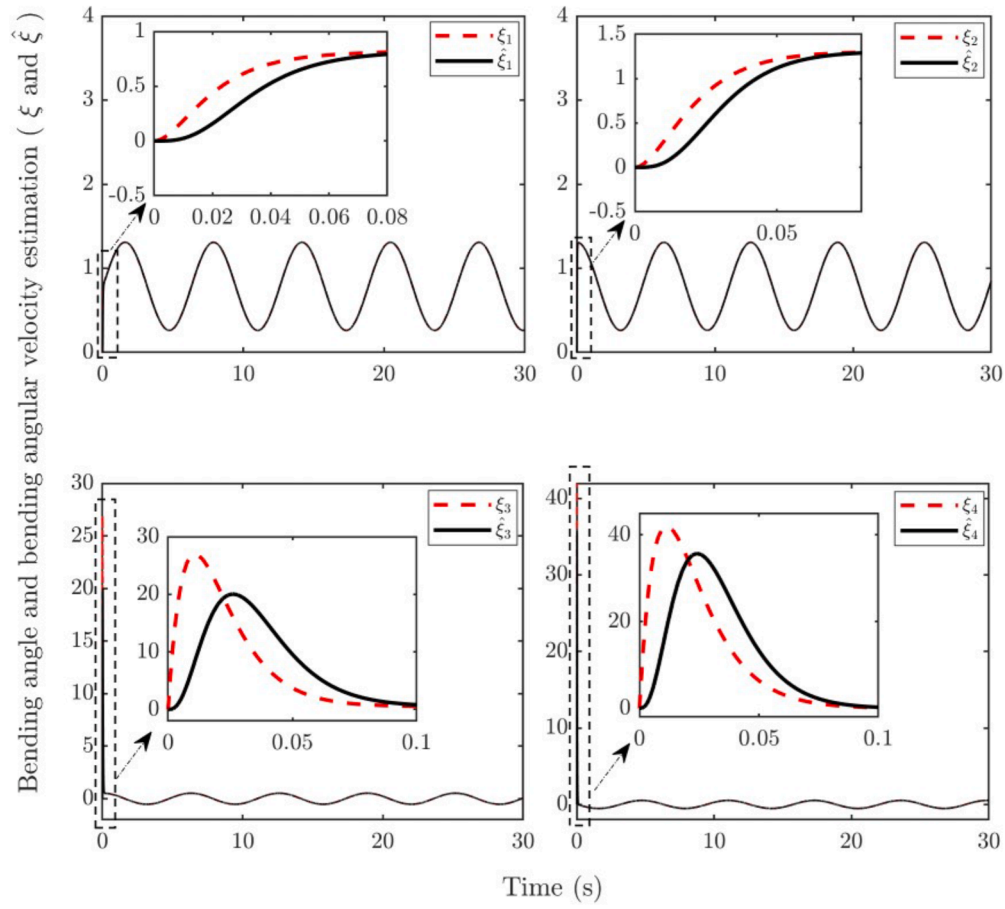 Bending angle and bending angular velocity estimation ( ξ and ξ̂ )
4
3
2
1
0
0 10 20 30
1
0.5
0
-0.5
0 0.02 0.04 0.06 0.08
ξ₁
ξ̂₁
4
3
2
1
0
0 10 20 30
1.5
1
0.5
0
-0.5
0 0.05
ξ₂
ξ̂₂
30
25
20
15
10
5
0
0 10 20 30
30
20
10
0
0 0.05 0.1
ξ₃
ξ̂₃
40
30
20
10
0
0 10 20 30
40
20
0
0 0.05 0.1
ξ₄
ξ̂₄
Time (s)